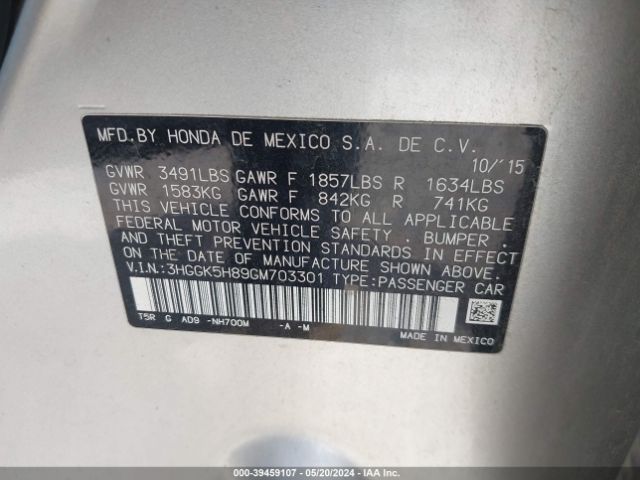 MFD.BY HONDA DE MEXICO S.A. DE C.V.
10/'15
GVWR 3491LBS GAWR F 1857LBS R 1634LBS
GVWR 1583KG GAWR F 842KG R 741KG
THIS VEHICLE CONFORMS TO ALL APPLICABLE
FEDERAL MOTOR VEHICLE SAFETY . BUMPER .
AND THEFT PREVENTION STANDARDS IN EFFECT
ON THE DATE OF MANUFACTURE SHOWN ABOVE.
V.I.N.:3HGGK5H89GM703301 TYPE:PASSENGER CAR
T5R G AD9 -NH700M -A -M
MADE IN MEXICO
000-39459107 - 05/20/2024 - IAA Inc.